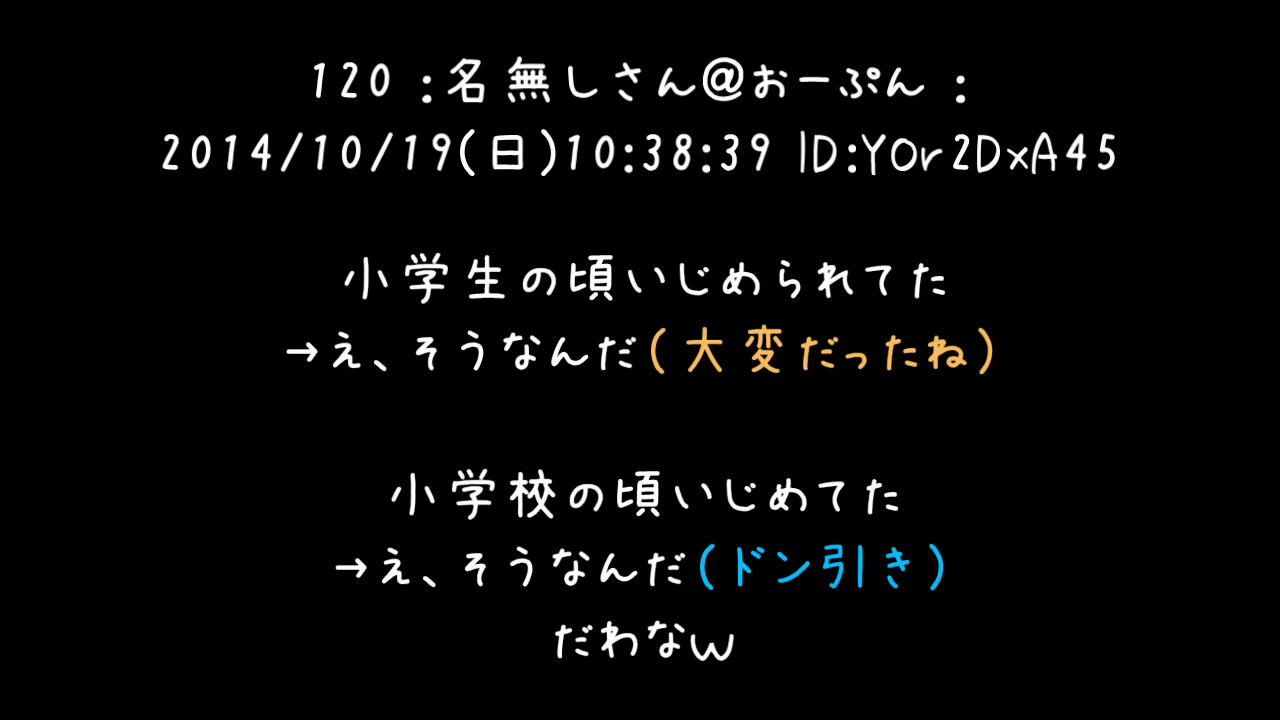 120 :名無しさん@おーぷん :
2014/10/19(日)10:38:39 ID:YOr2DxA45
小学生の頃いじめられてた
→え、そうなんだ(大変だったね)
小学校の頃いじめてた
→え、そうなんだ(ドン引き)
だわなw